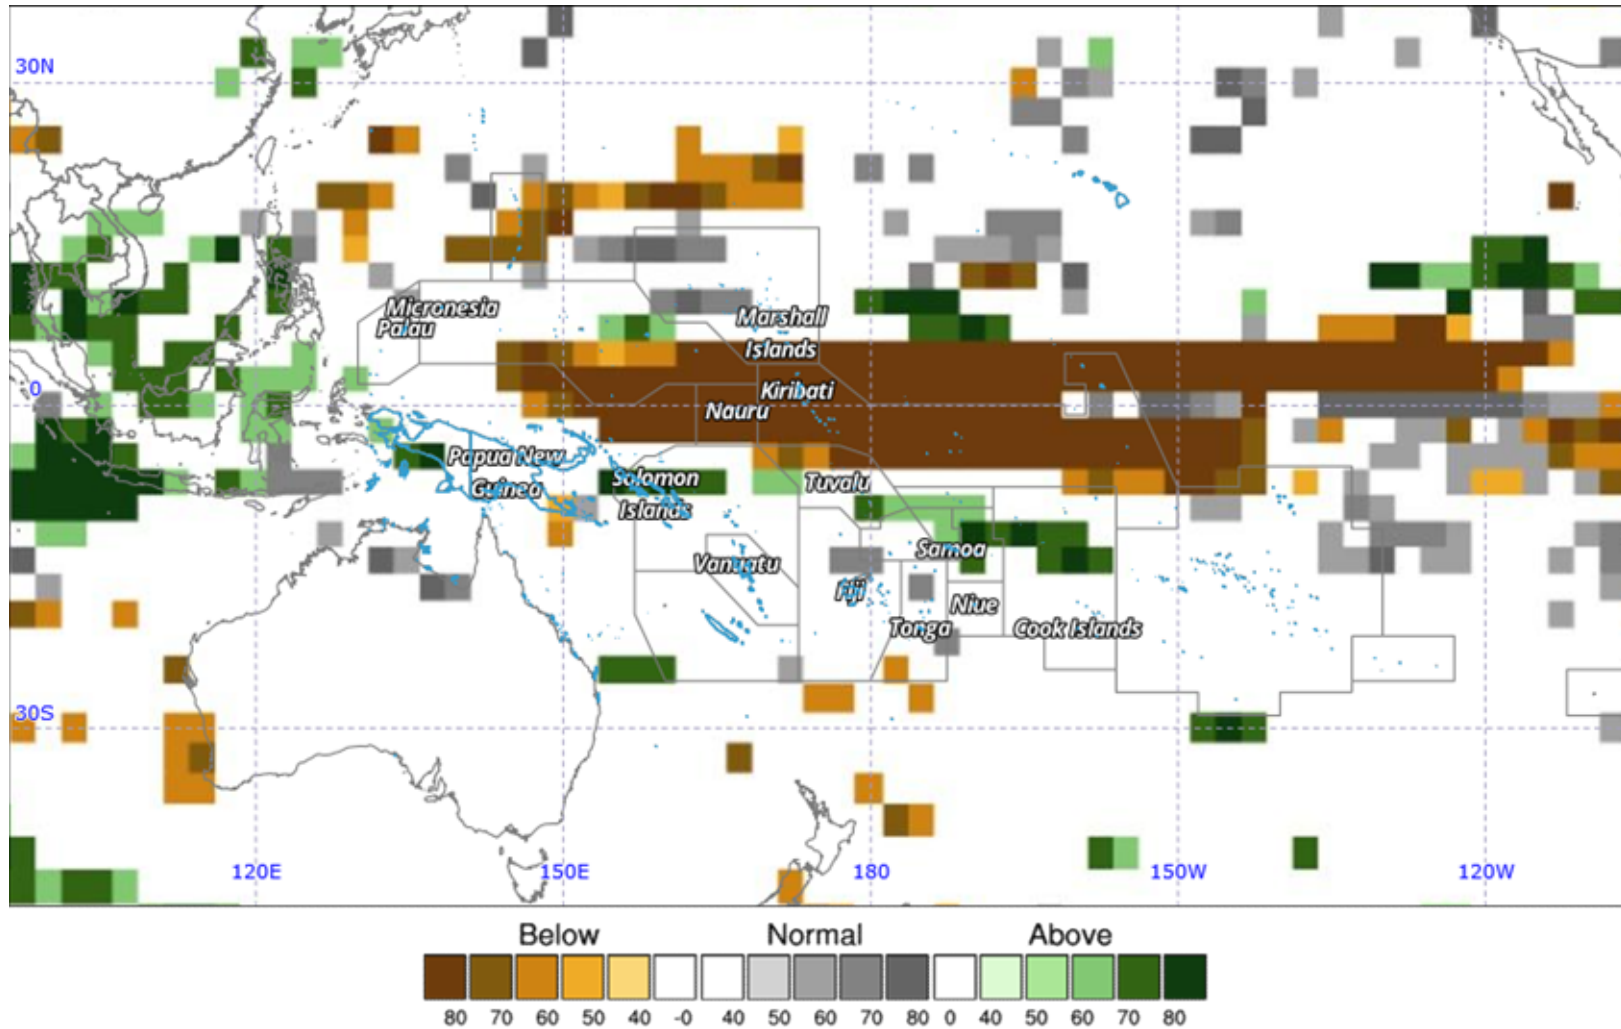 30N
Micronesia
Palau
Marshall
Islands
0
Kiribati
Nauru
Papua New
Guinea
Solomon
Islands
Tuvalu
Samoa
Vanuatu
Fiji
Niue
Tonga
Cook Islands
30S
120E 150E 180 150W 120W
Below Normal Above
80 70 60 50 40 -0 40 50 60 70 80 0 40 50 60 70 80